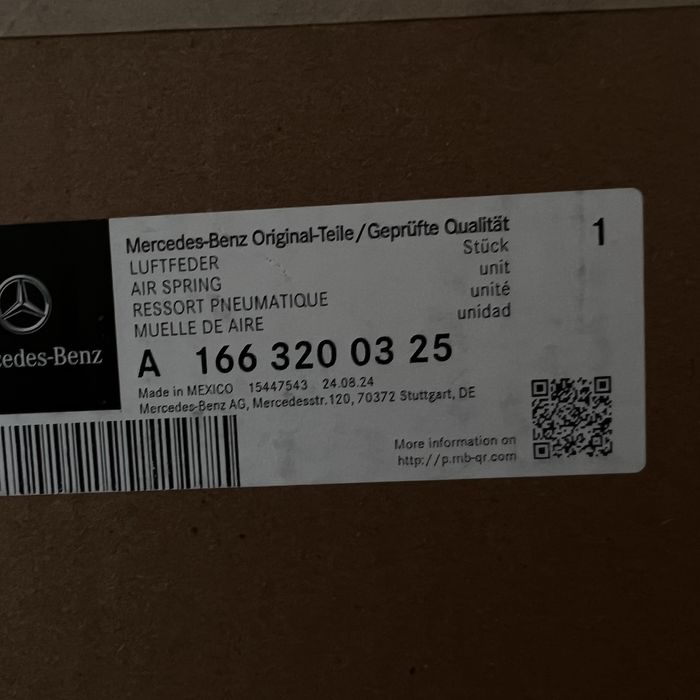 Mercedes-Benz Original-Teile/Geprüfte Qualität 1
LUFTFEDER Stück
AIR SPRING unit
RESSORT PNEUMATIQUE unité
MUELLE DE AIRE unidad
A 166 320 03 25
Made in MEXICO 15447543 24.08.24
Mercedes-Benz AG, Mercedesstr.120, 70372 Stuttgart, DE
cedes-Benz
More information on
http://p.mb-qr.com